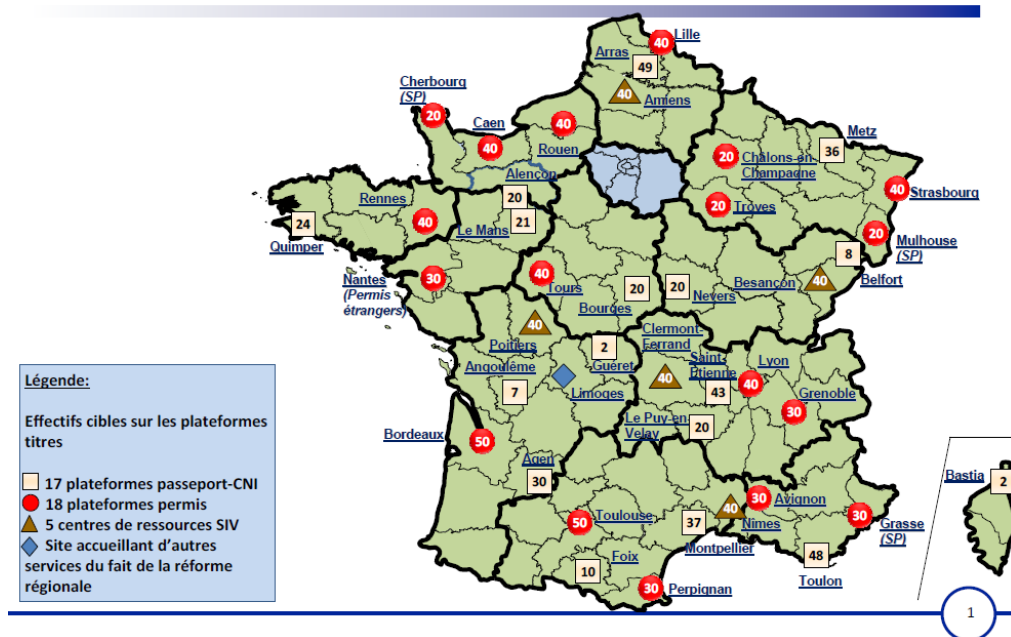 Lille
40
Arras
49
40
Amiens
Cherbourg
(SP)
20
Caen
40
40
Rouen
Metz
36
20
Châlons-en-
Champagne
Alençon
20
40
Strasbourg
20
Troyes
Rennes
40
Le Mans
21
24
Quimper
20
Mulhouse
(SP)
8
Belfort
Besançon
40
Nantes
(Permis
étrangers)
30
40
Tours
Bourges
20
20
Nevers
40
Poitiers
2
Guéret
Clermont-
Ferrand
Saint-
Etienne
Lyon
40
40
43
Angoulême
7
Limoges
Grenoble
30
Le Puy-en-
Velay
20
Bordeaux
50
Agen
30
50
Toulouse
37
Montpellier
40
Nîmes
30
Avignon
30
Grasse
(SP)
48
Toulon
Foix
10
30
Perpignan
Bastia
2
Légende:
Effectifs cibles sur les plateformes
titres
17 plateformes passeport-CNI
18 plateformes permis
5 centres de ressources SIV
Site accueillant d'autres
services du fait de la réforme
régionale
1